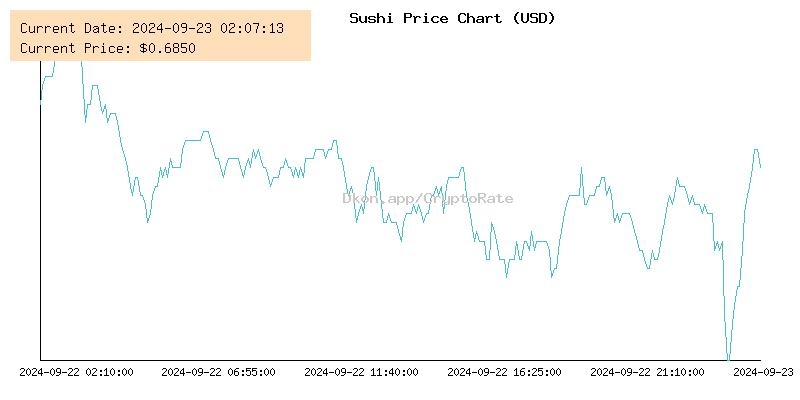 Sushi Price Chart (USD)
Current Date: 2024-09-23 02:07:13
Current Price: $0.6850
Dkon.app/CryptoRate
2024-09-22 02:10:00 2024-09-22 06:55:00 2024-09-22 11:40:00 2024-09-22 16:25:00 2024-09-22 21:10:00 2024-09-23